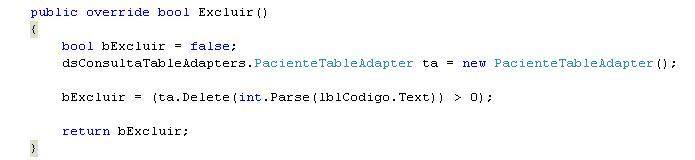 public override bool Excluir()
{
bool bExcluir = false;
dsConsultaTableAdapters.PacienteTableAdapter ta = new PacienteTableAdapter();
bExcluir = (ta.Delete(int.Parse(lblCodigo.Text)) > 0);
return bExcluir;
}